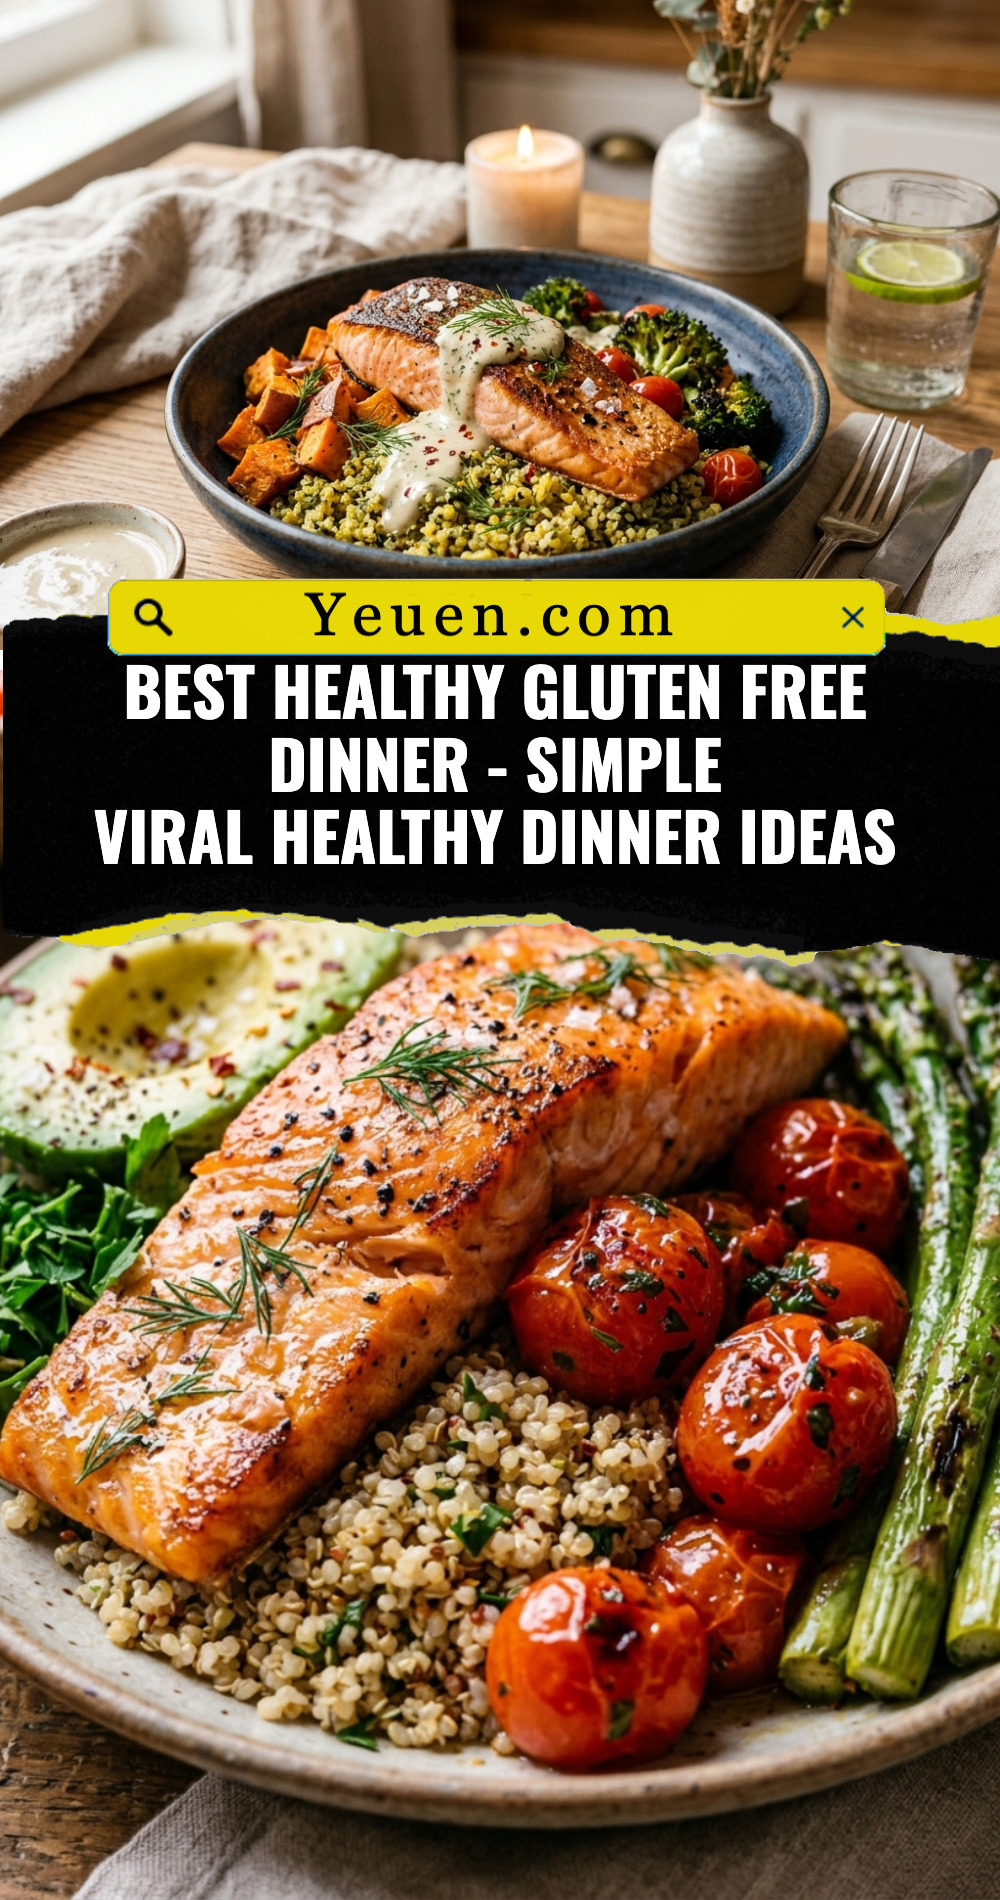 Yeuen.com
BEST HEALTHY GLUTEN FREE
DINNER - SIMPLE
VIRAL HEALTHY DINNER IDEAS